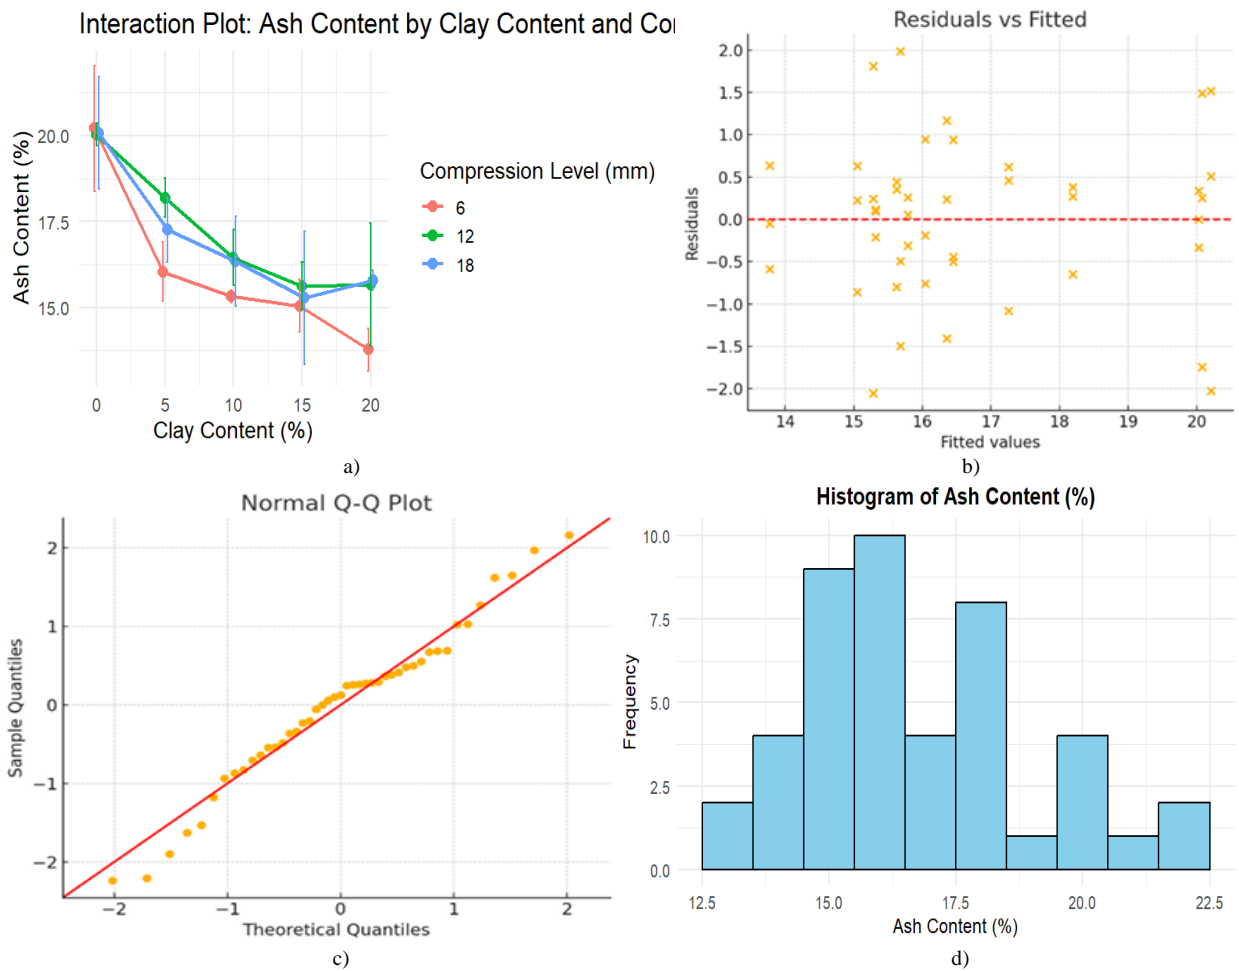 Interaction Plot: Ash Content by Clay Content and Co
Ash Content (%)
20.0
17.5
15.0
0 5 10 15 20
Clay Content (%)
Compression Level (mm)
6
12
18
a)
Residuals vs Fitted
Residuals
2.0
1.5
1.0
0.5
0.0
−0.5
−1.0
−1.5
−2.0
14 15 16 17 18 19 20
Fitted values
b)
Normal Q-Q Plot
Sample Quantiles
2
1
0
−1
−2
−2 −1 0 1 2
Theoretical Quantiles
c)
Histogram of Ash Content (%)
Frequency
10.0
7.5
5.0
2.5
0.0
12.5 15.0 17.5 20.0 22.5
Ash Content (%)
d)